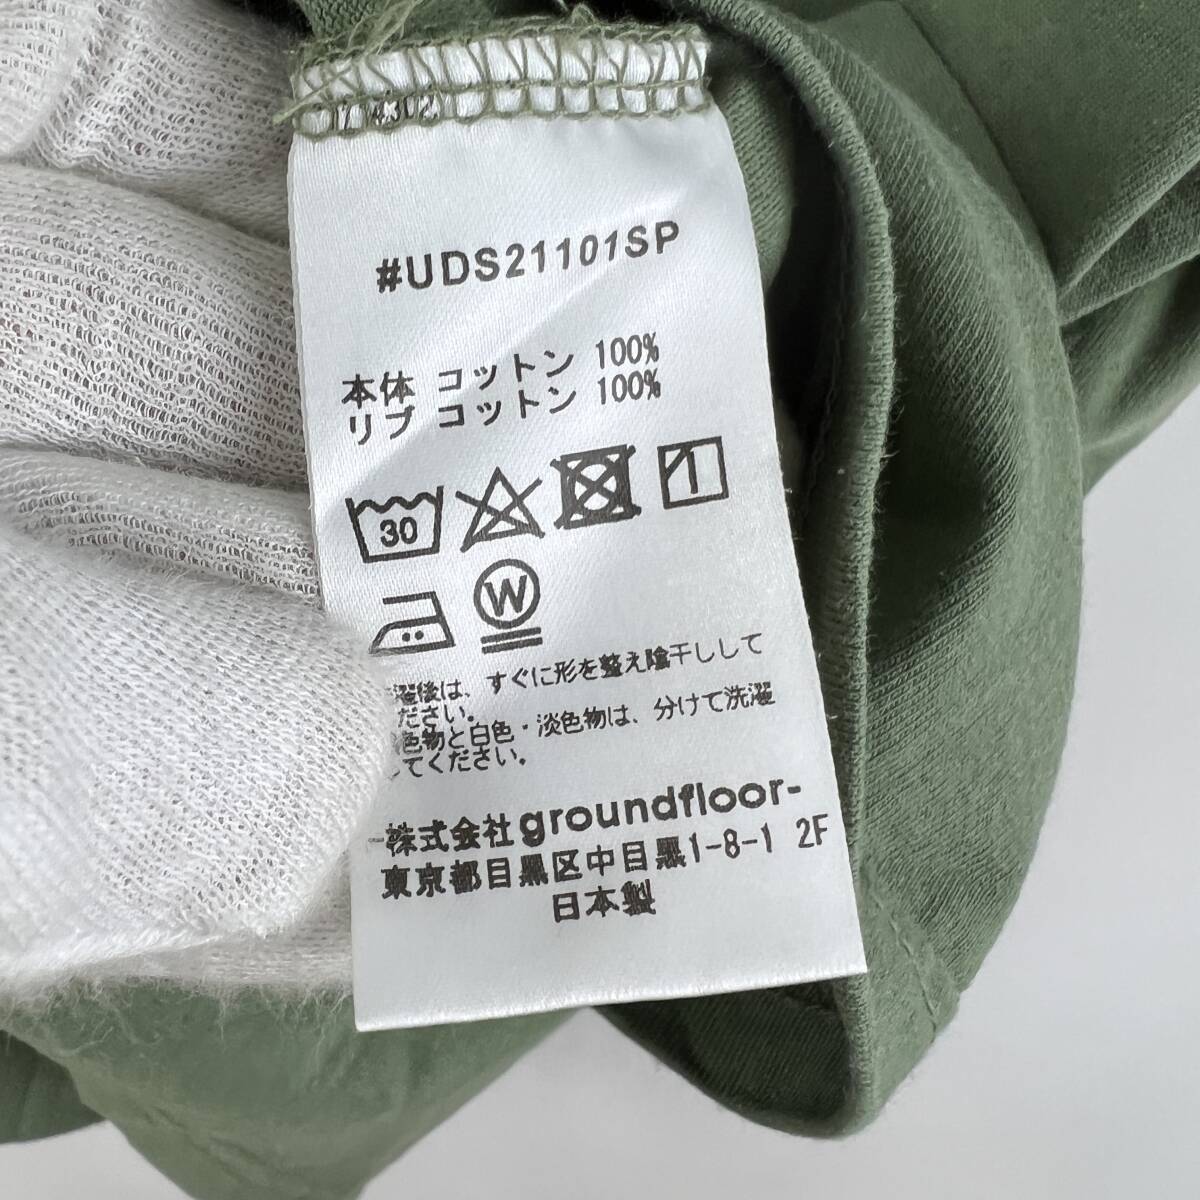 #UDS21101SP
本体 コットン 100%
リブ コットン 100%
30
W
濯後は、すぐに形を整え陰干しして
ださい。
色物と白色・淡色物は、分けて洗濯
てください。
株式会社groundfloor-
東京都目黒区中目黒1-8-1 2F
日本製